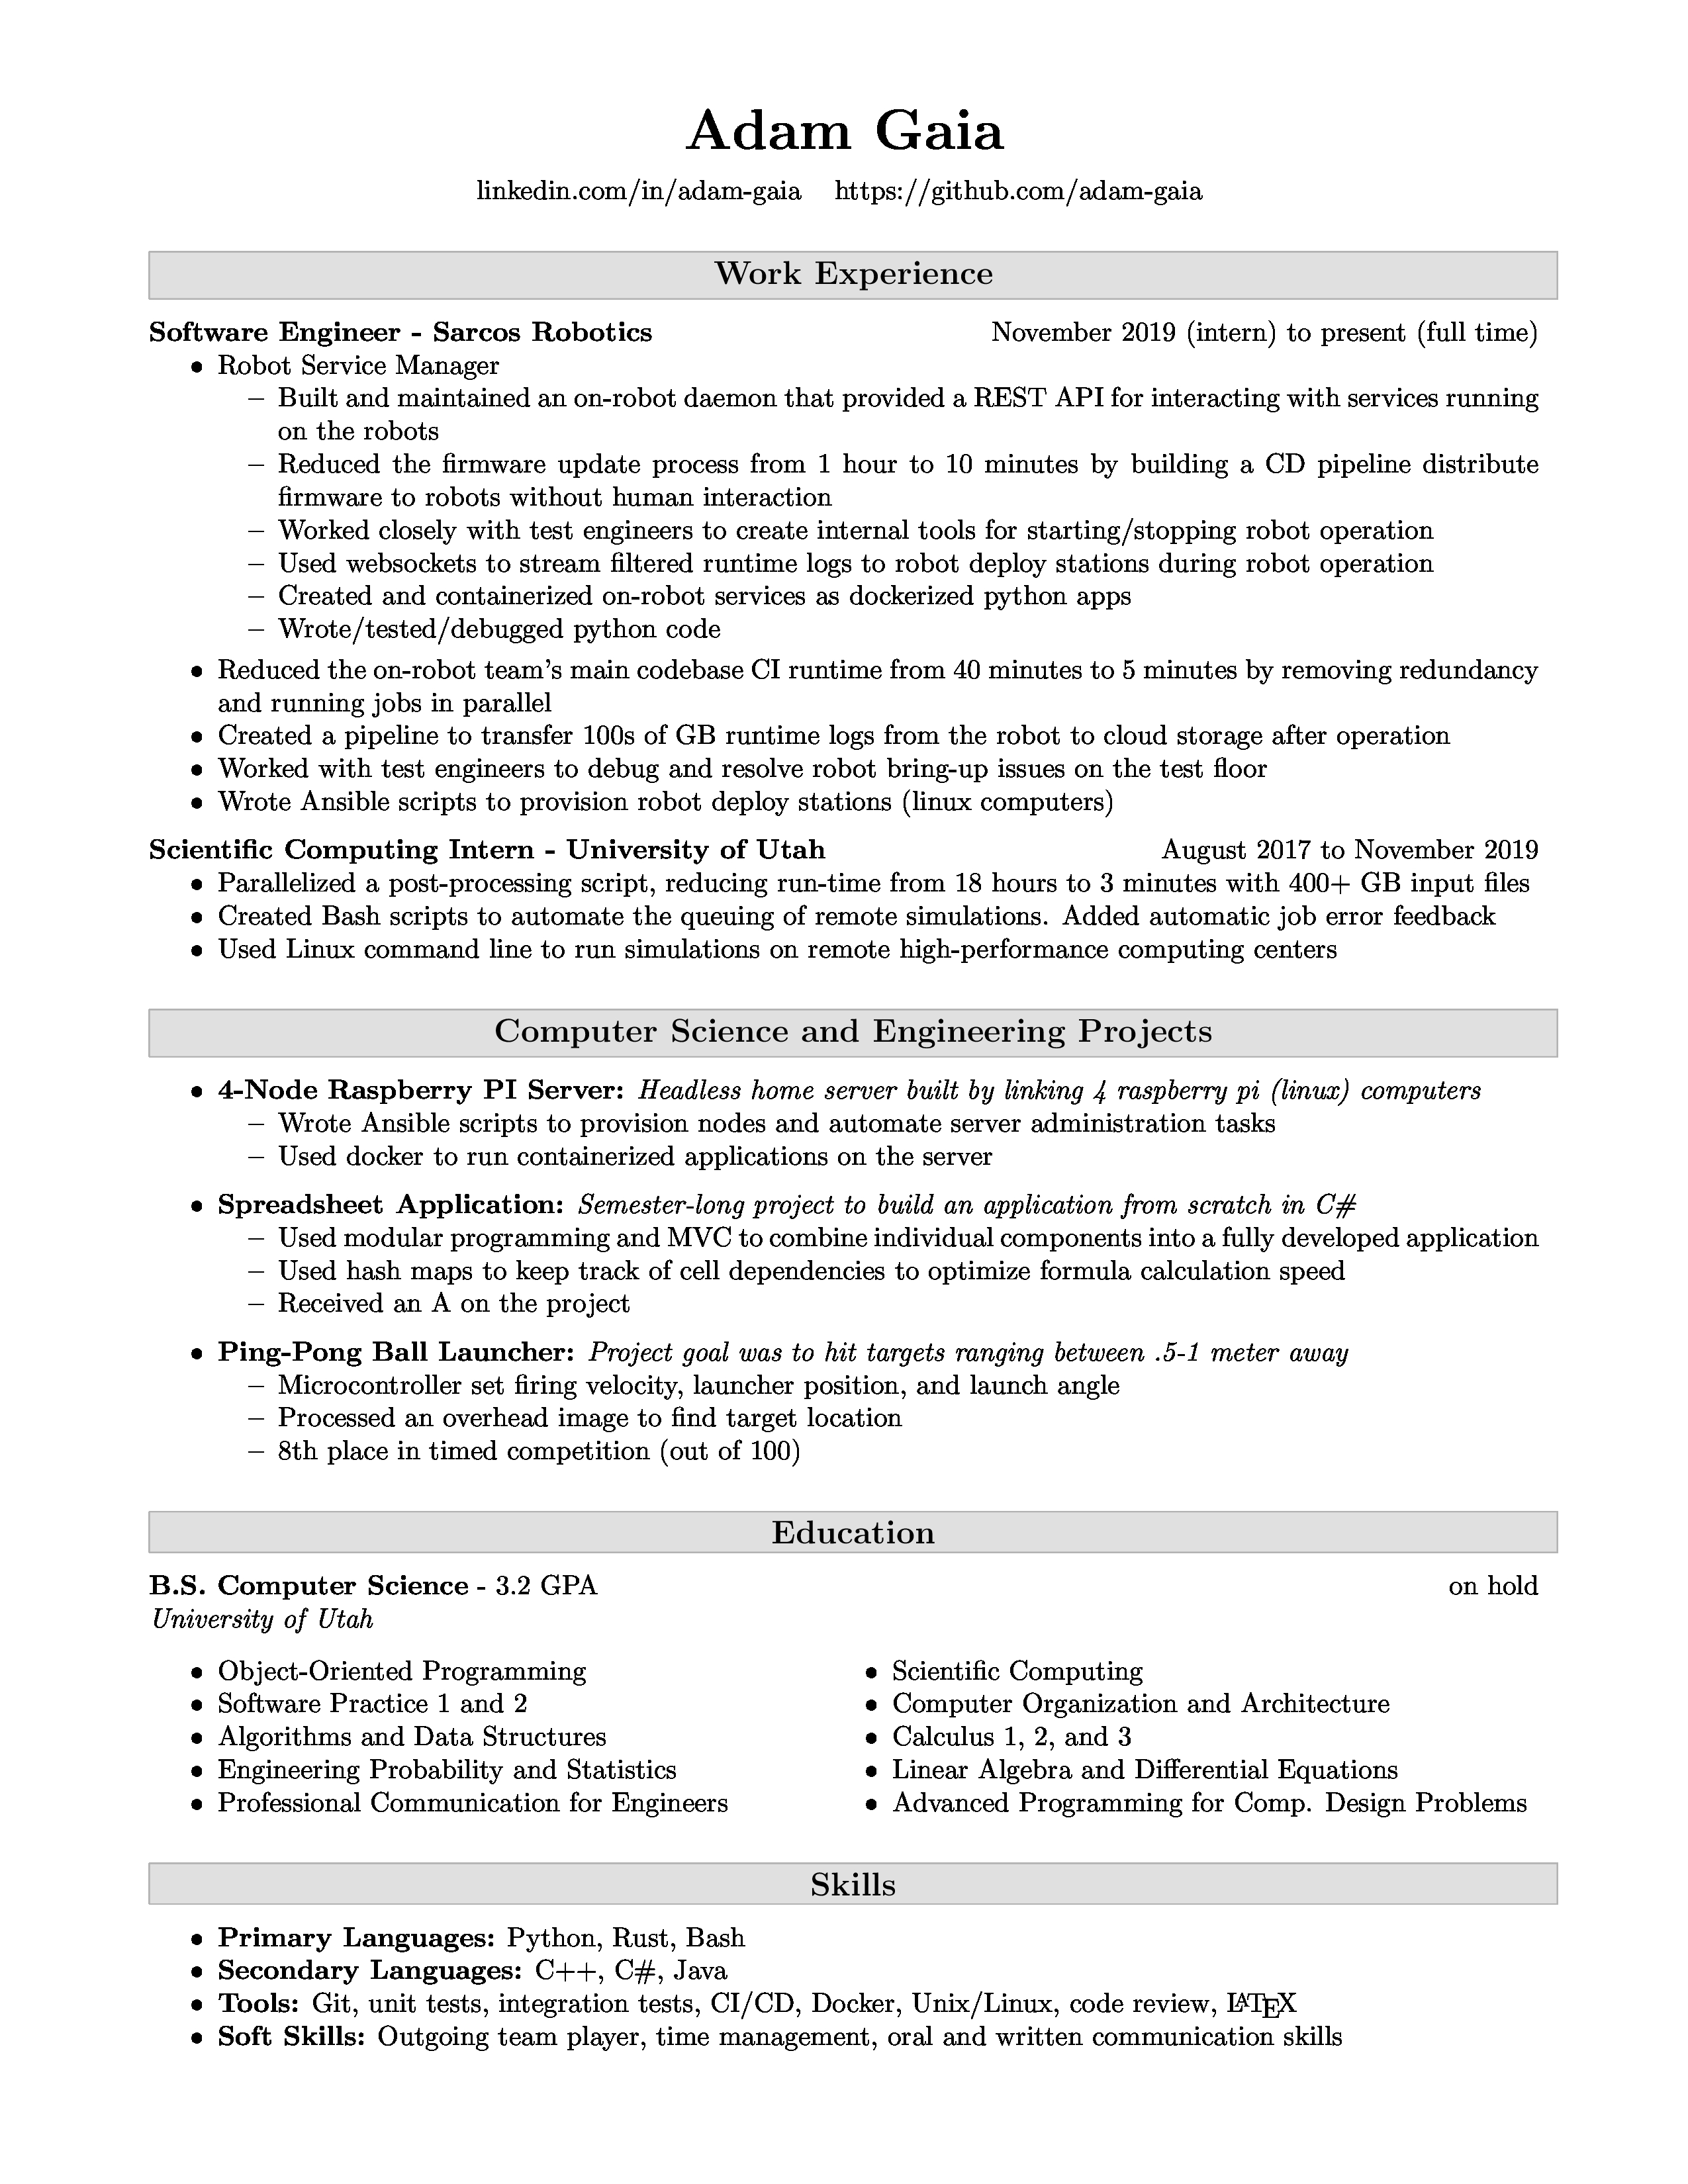 Adam Gaia
linkedin.com/in/adam-gaia https://github.com/adam-gaia
Work Experience
Software Engineer - Sarcos Robotics November 2019 (intern) to present (full time)
• Robot Service Manager
– Built and maintained an on-robot daemon that provided a REST API for interacting with services running
on the robots
– Reduced the firmware update process from 1 hour to 10 minutes by building a CD pipeline distribute
firmware to robots without human interaction
– Worked closely with test engineers to create internal tools for starting/stopping robot operation
– Used websockets to stream filtered runtime logs to robot deploy stations during robot operation
– Created and containerized on-robot services as dockerized python apps
– Wrote/tested/debugged python code
• Reduced the on-robot team's main codebase CI runtime from 40 minutes to 5 minutes by removing redundancy
and running jobs in parallel
• Created a pipeline to transfer 100s of GB runtime logs from the robot to cloud storage after operation
• Worked with test engineers to debug and resolve robot bring-up issues on the test floor
• Wrote Ansible scripts to provision robot deploy stations (linux computers)
Scientific Computing Intern - University of Utah August 2017 to November 2019
• Parallelized a post-processing script, reducing run-time from 18 hours to 3 minutes with 400+ GB input files
• Created Bash scripts to automate the queuing of remote simulations. Added automatic job error feedback
• Used Linux command line to run simulations on remote high-performance computing centers
Computer Science and Engineering Projects
• 4-Node Raspberry PI Server: Headless home server built by linking 4 raspberry pi (linux) computers
– Wrote Ansible scripts to provision nodes and automate server administration tasks
– Used docker to run containerized applications on the server
• Spreadsheet Application: Semester-long project to build an application from scratch in C#
– Used modular programming and MVC to combine individual components into a fully developed application
– Used hash maps to keep track of cell dependencies to optimize formula calculation speed
– Received an A on the project
• Ping-Pong Ball Launcher: Project goal was to hit targets ranging between .5-1 meter away
– Microcontroller set firing velocity, launcher position, and launch angle
– Processed an overhead image to find target location
– 8th place in timed competition (out of 100)
Education
B.S. Computer Science - 3.2 GPA on hold
University of Utah
• Object-Oriented Programming
• Software Practice 1 and 2
• Algorithms and Data Structures
• Engineering Probability and Statistics
• Professional Communication for Engineers
• Scientific Computing
• Computer Organization and Architecture
• Calculus 1, 2, and 3
• Linear Algebra and Differential Equations
• Advanced Programming for Comp. Design Problems
Skills
• Primary Languages: Python, Rust, Bash
• Secondary Languages: C++, C#, Java
• Tools: Git, unit tests, integration tests, CI/CD, Docker, Unix/Linux, code review, LATEX
• Soft Skills: Outgoing team player, time management, oral and written communication skills